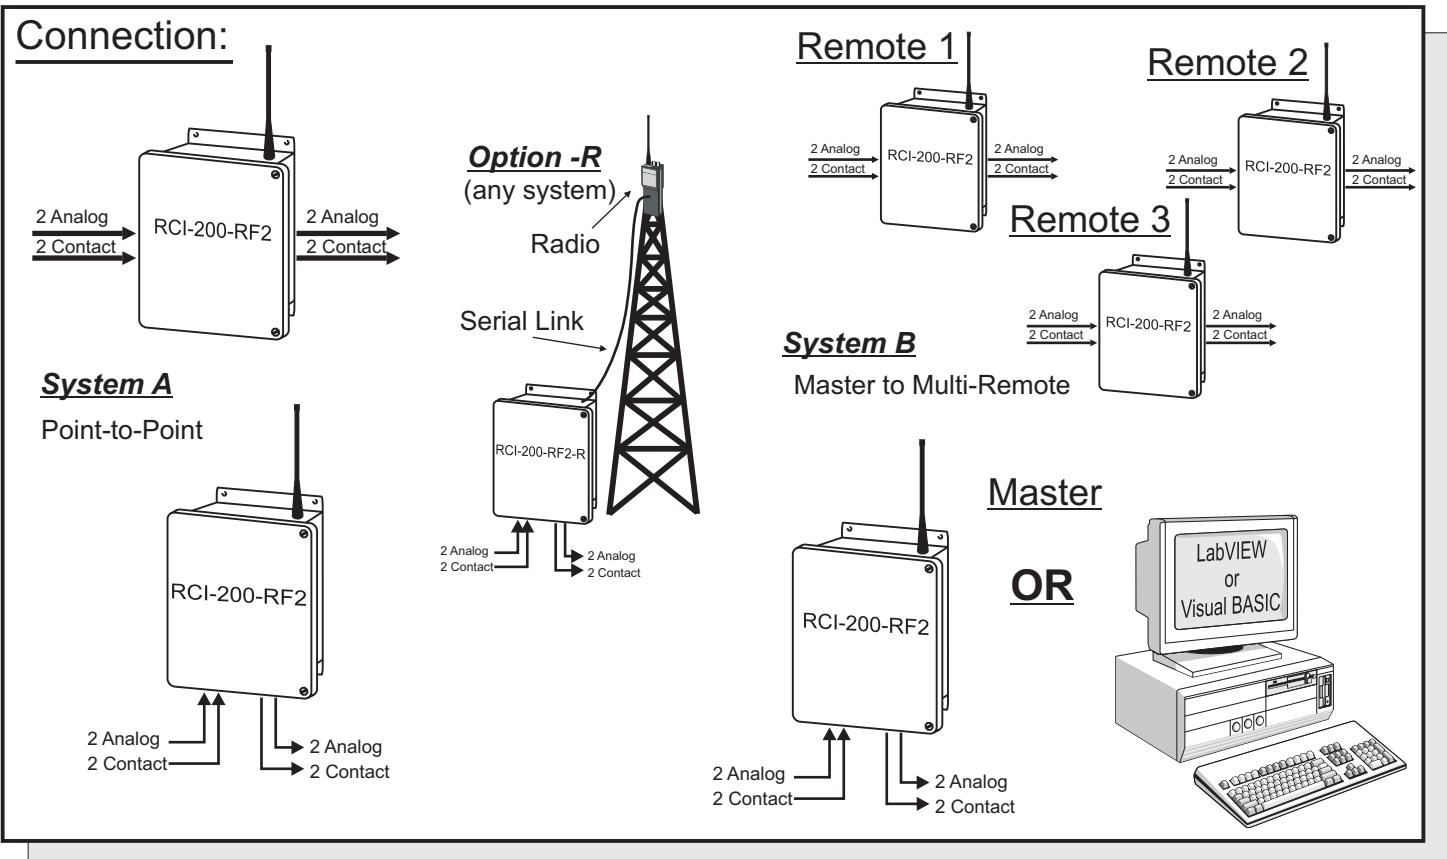 Connection:
2 Analog
2 Contact
RCI-200-RF2
2 Analog
2 Contact
System A
Point-to-Point
RCI-200-RF2
2 Analog
2 Contact
2 Analog
2 Contact
Option -R
(any system)
Radio
Serial Link
RCI-200-RF2-R
2 Analog
2 Contact
2 Analog
2 Contact
Remote 1
2 Analog
2 Contact
RCI-200-RF2
2 Analog
2 Contact
Remote 2
2 Analog
2 Contact
RCI-200-RF2
2 Analog
2 Contact
Remote 3
2 Analog
2 Contact
RCI-200-RF2
2 Analog
2 Contact
System B
Master to Multi-Remote
RCI-200-RF2
2 Analog
2 Contact
2 Analog
2 Contact
Master
OR
LabVIEW
or
Visual BASIC